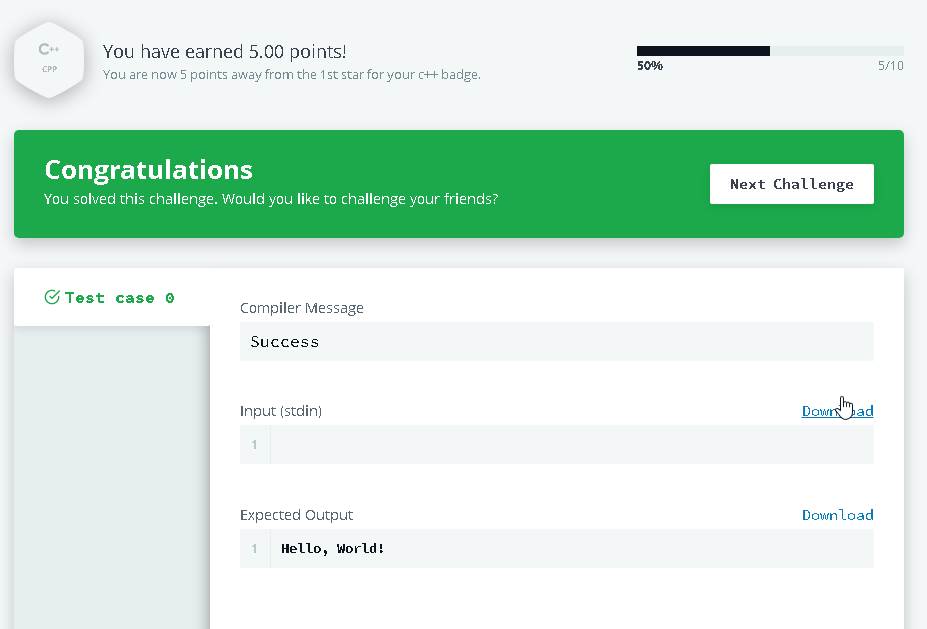 C++
CPP
You have earned 5.00 points!
You are now 5 points away from the 1st star for your c++ badge.
50%
5/10
Congratulations
You solved this challenge. Would you like to challenge your friends?
Next Challenge
Test case 0
Compiler Message
Success
Input (stdin)
Download
1
Expected Output
Download
1
Hello, World!